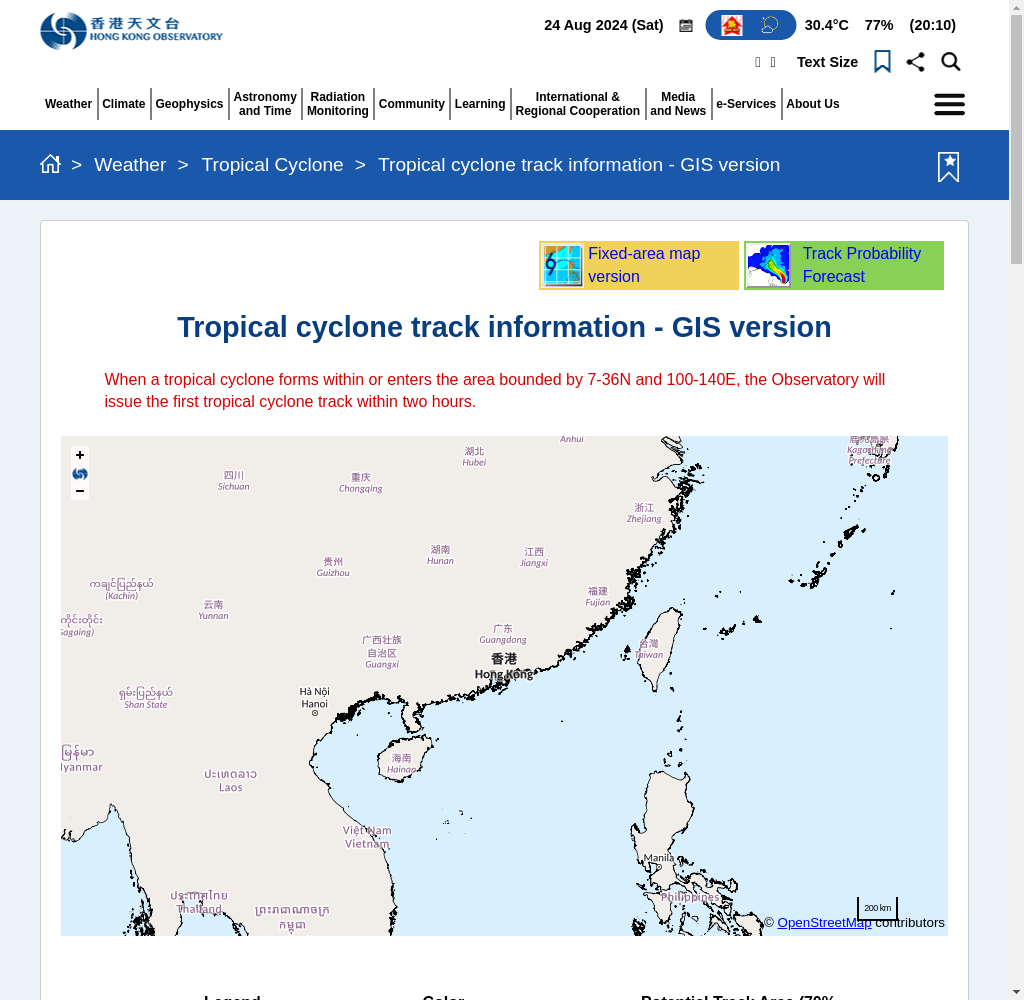 香港天文台
HONG KONG OBSERVATORY
24 Aug 2024 (Sat)
30.4°C 77% (20:10)
Text Size
Weather
Climate
Geophysics
Astronomy
and Time
Radiation
Monitoring
Community
Learning
International &
Regional Cooperation
Media
and News
e-Services
About Us
> Weather > Tropical Cyclone > Tropical cyclone track information - GIS version
Fixed-area map
version
Track Probability
Forecast
Tropical cyclone track information - GIS version
When a tropical cyclone forms within or enters the area bounded by 7-36N and 100-140E, the Observatory will
issue the first tropical cyclone track within two hours.
+
−
Anhui
湖北
Hubei
四川
Sichuan
重庆
Chongqing
Kagoshima
Prefecture
浙江
Zhejiang
湖南
Hunan
江西
Jiangxi
贵州
Guizhou
ကချင်ပြည်နယ်
(Kachin)
福建
Fujian
云南
Yunnan
Sagaing)
广东
Guangdong
广西壮族
自治区
Guangxi
台灣
Taiwan
香港
Hong Kong
ရှမ်းပြည်နယ်
Shan State
Hà Nội
Hanoi
မြန်မာ
Myanmar
海南
Hainan
ປະເທດລາວ
Laos
Việt Nam
Vietnam
Manila
ประเทศไทย
Thailand
Philippines
ព្រះរាជាណាចក្រ
កម្ពុជា
200 km
© OpenStreetMap contributors
Legend
Color
Potential Track Area (70%